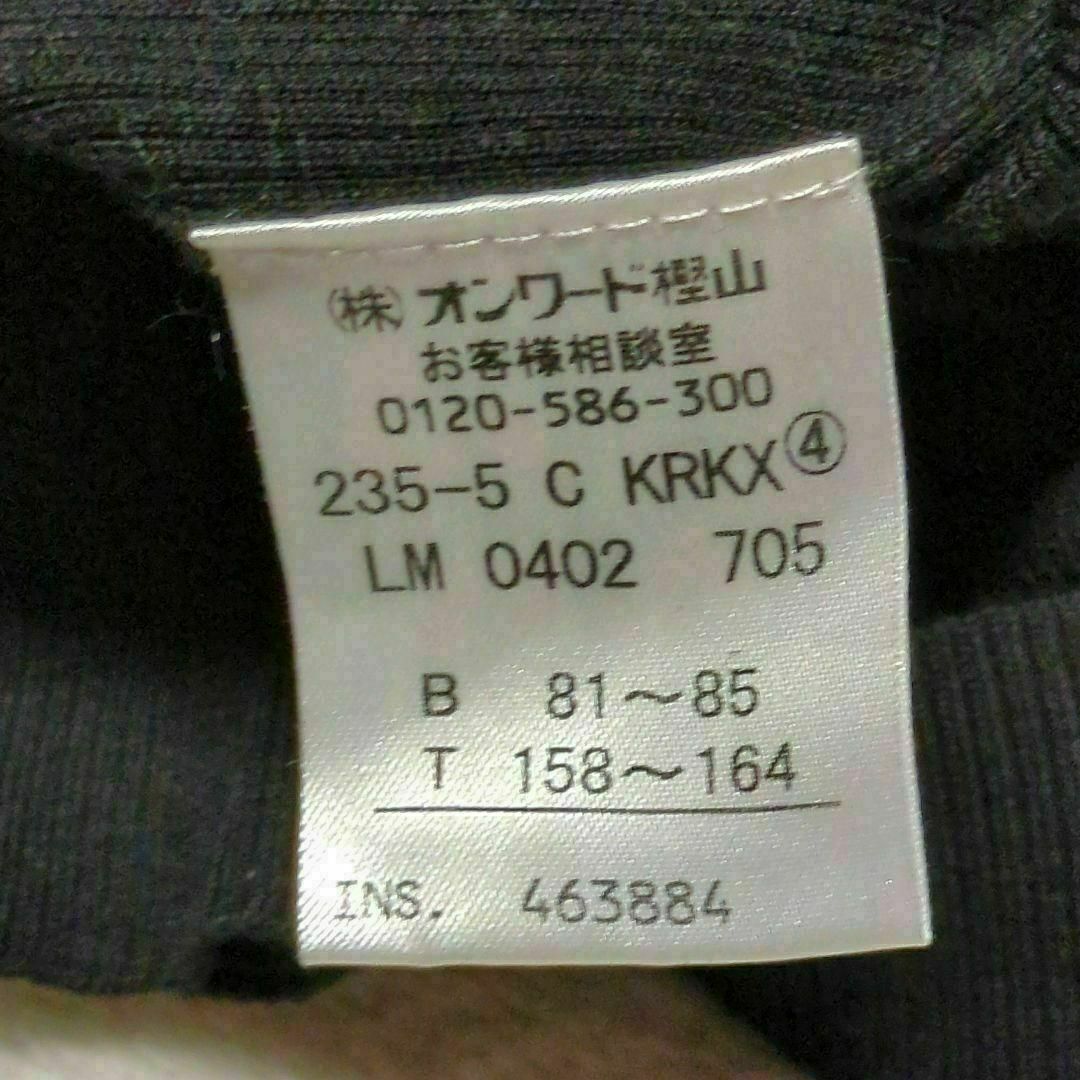 (株)オンワード樫山
お客様相談室
0120-586-300
235-5 C KRKX④
LM 0402 705
B 81〜85
T 158〜164
INS. 463884